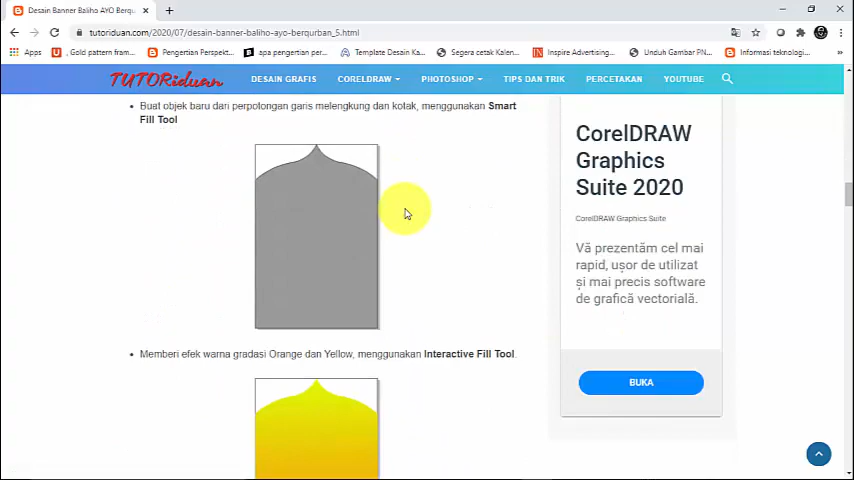 Desain Banner Baliho AYO Berqu
tutoriduan.com/2020/07/desain-banner-baliho-ayo-berqurban_5.html
Apps
, Gold pattern fram...
Pengertian Perspekt...
apa pengertian per...
Template Desain Ka...
Segera cetak Kalen...
Inspire Advertising...
Unduh Gambar PNG...
Informasi teknologi...
TUTORiduan
DESAIN GRAFIS
CORELDRAW
PHOTOSHOP
TIPS DAN TRIK
PERCETAKAN
YOUTUBE
Buat objek baru dari perpotongan garis melengkung dan kotak, menggunakan Smart
Fill Tool
Memberi efek warna gradasi Orange dan Yellow, menggunakan Interactive Fill Tool.
CorelDRAW
Graphics
Suite 2020
CorelDRAW Graphics Suite
Vă prezentăm cel mai
rapid, ușor de utilizat
și mai precis software
de grafică vectorială.
BUKA